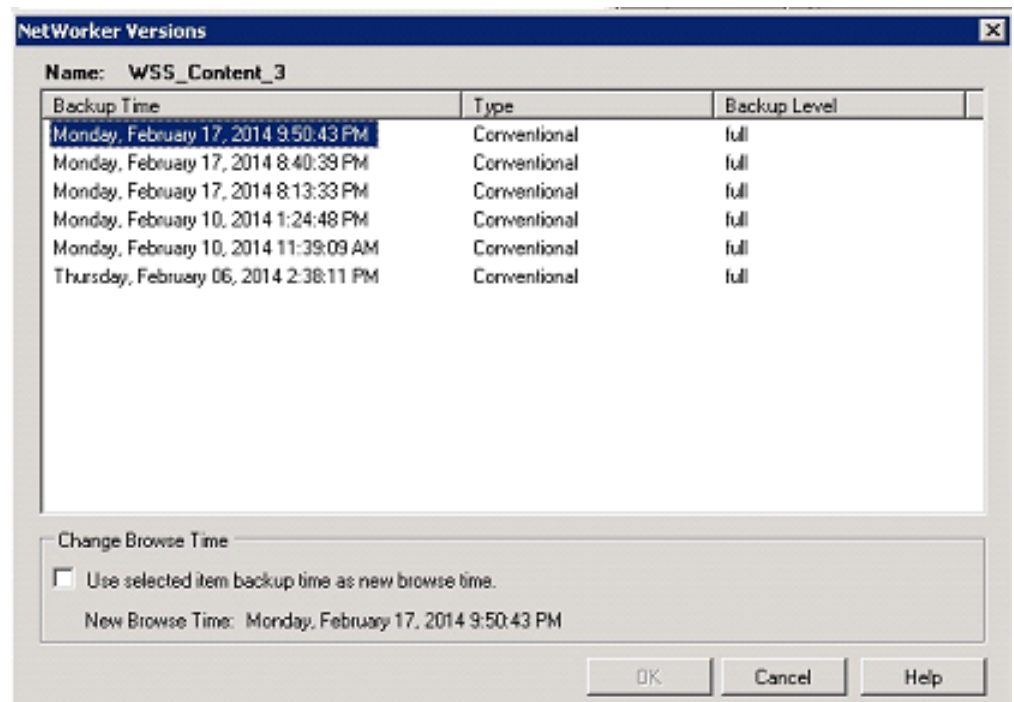 NetWorker Versions
Name: WSS_Content_3
Backup Time Type Backup Level
Monday, February 17, 2014 9:50:43 PM Conventional full
Monday, February 17, 2014 8:40:39 PM Conventional full
Monday, February 17, 2014 8:13:33 PM Conventional full
Monday, February 10, 2014 1:24:48 PM Conventional full
Monday, February 10, 2014 11:39:09 AM Conventional full
Thursday, February 06, 2014 2:38:11 PM Conventional full
Change Browse Time
Use selected item backup time as new browse time.
New Browse Time: Monday, February 17, 2014 9:50:43 PM
OK Cancel Help